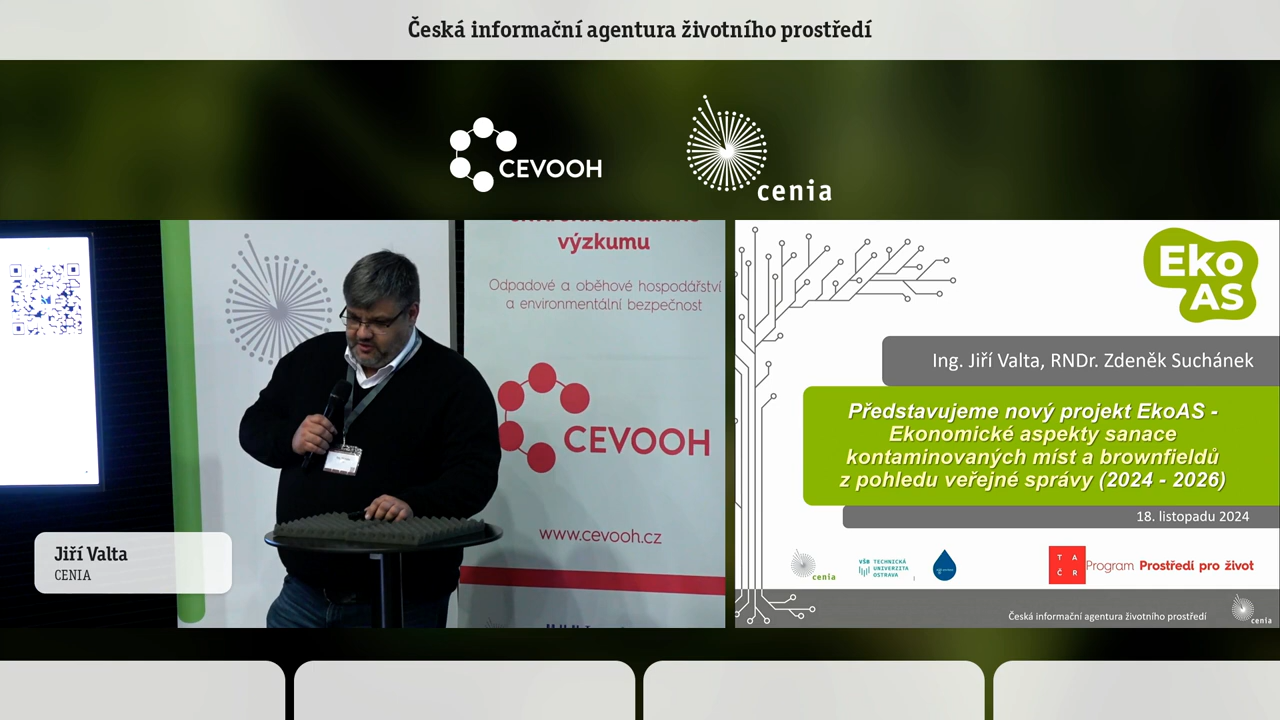 Česká informační agentura životního prostředí
CEVOOH
cenia
výzkumu
Odpadové a oběhové hospodářství
a environmentální bezpečnost
CEVOOH
www.cevooh.cz
Jiří Valta
CENIA
Eko
AS
Ing. Jiří Valta, RNDr. Zdeněk Suchánek
Představujeme nový projekt EkoAS -
Ekonomické aspekty sanace
kontaminovaných míst a brownfieldů
z pohledu veřejné správy (2024 - 2026)
18. listopadu 2024
cenia
VŠB TECHNICKÁ
UNIVERZITA
OSTRAVA
T A
Č R
Program Prostředí pro život
Česká informační agentura životního prostředí
cenia